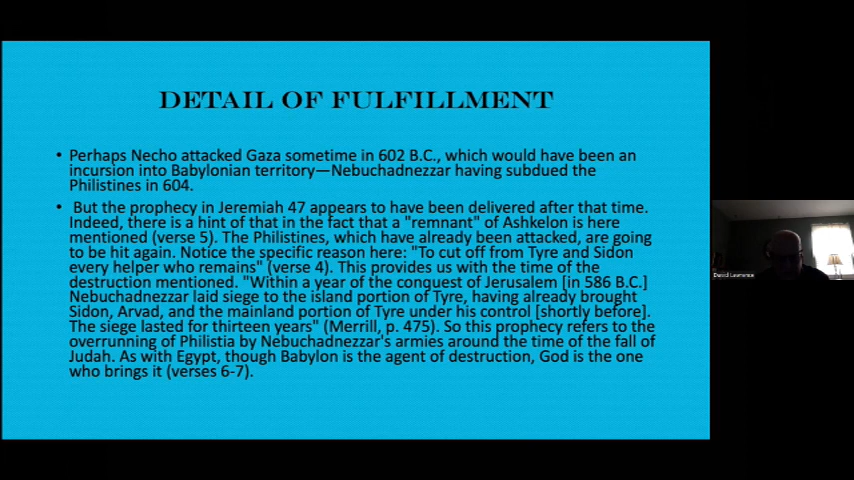 DETAIL OF FULFILLMENT
• Perhaps Necho attacked Gaza sometime in 602 B.C., which would have been an
incursion into Babylonian territory—Nebuchadnezzar having subdued the
Philistines in 604.
• But the prophecy in Jeremiah 47 appears to have been delivered after that time.
Indeed, there is a hint of that in the fact that a "remnant" of Ashkelon is here
mentioned (verse 5). The Philistines, which have already been attacked, are going
to be hit again. Notice the specific reason here: "To cut off from Tyre and Sidon
every helper who remains" (verse 4). This provides us with the time of the
destruction mentioned. "Within a year of the conquest of Jerusalem [in 586 B.C.]
Nebuchadnezzar laid siege to the island portion of Tyre, having already brought
Sidon, Arvad, and the mainland portion of Tyre under his control [shortly before].
The siege lasted for thirteen years" (Merrill, p. 475). So this prophecy refers to the
overrunning of Philistia by Nebuchadnezzar's armies around the time of the fall of
Judah. As with Egypt, though Babylon is the agent of destruction, God is the one
who brings it (verses 6-7).
David Lawrence